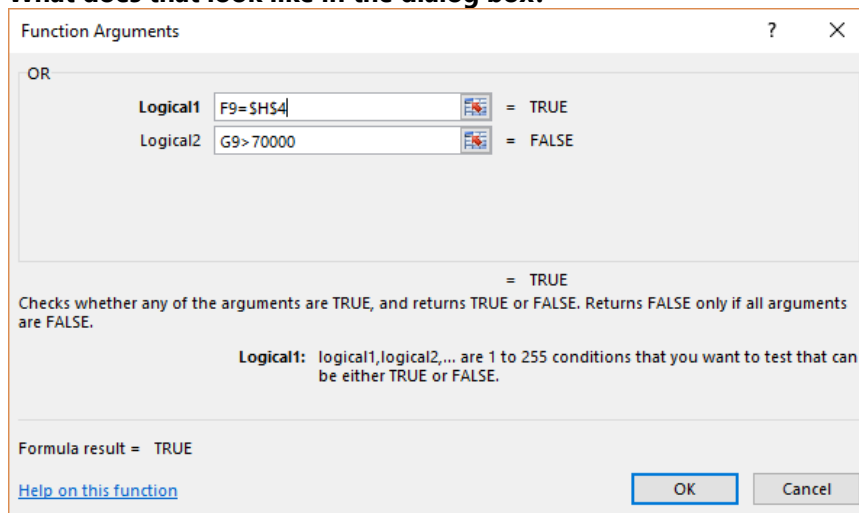 What does that look like in the dialog box?
Function Arguments ? X
OR
Logical1 F9=$H$4 = TRUE
Logical2 G9>70000 = FALSE
= TRUE
Checks whether any of the arguments are TRUE, and returns TRUE or FALSE. Returns FALSE only if all arguments
are FALSE.
Logical1: logical1,logical2,... are 1 to 255 conditions that you want to test that can
be either TRUE or FALSE.
Formula result = TRUE
Help on this function OK Cancel